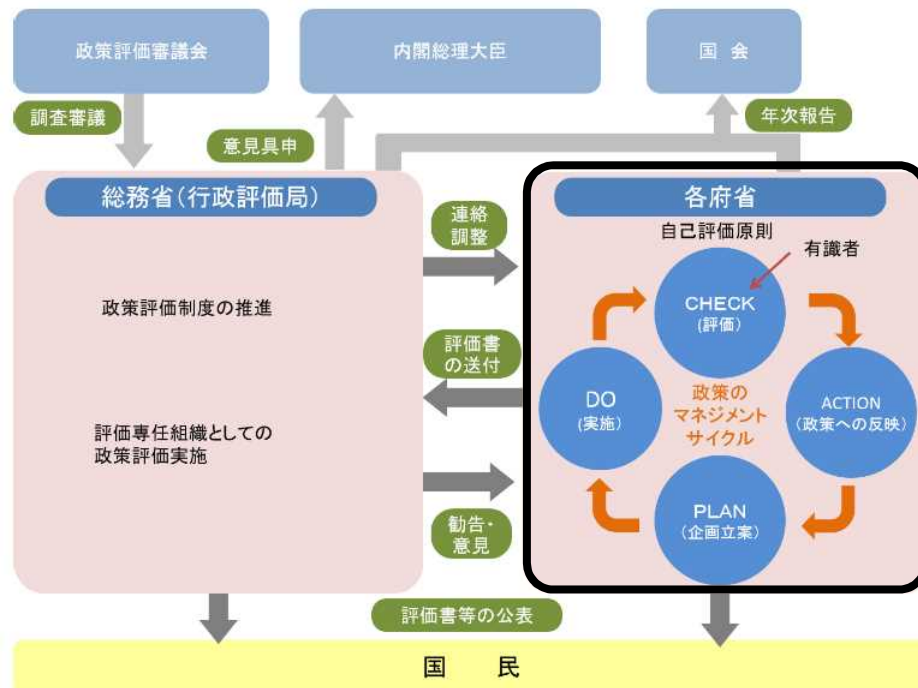 政策評価審議会
内閣総理大臣
国 会
調査審議
意見具申
年次報告
総務省(行政評価局)
政策評価制度の推進
評価専任組織としての
政策評価実施
連絡
調整
評価書
の送付
勧告・
意見
各府省
自己評価原則
有識者
CHECK
(評価)
DO
(実施)
政策の
マネジメント
サイクル
ACTION
(政策への反映)
PLAN
(企画立案)
評価書等の公表
国 民